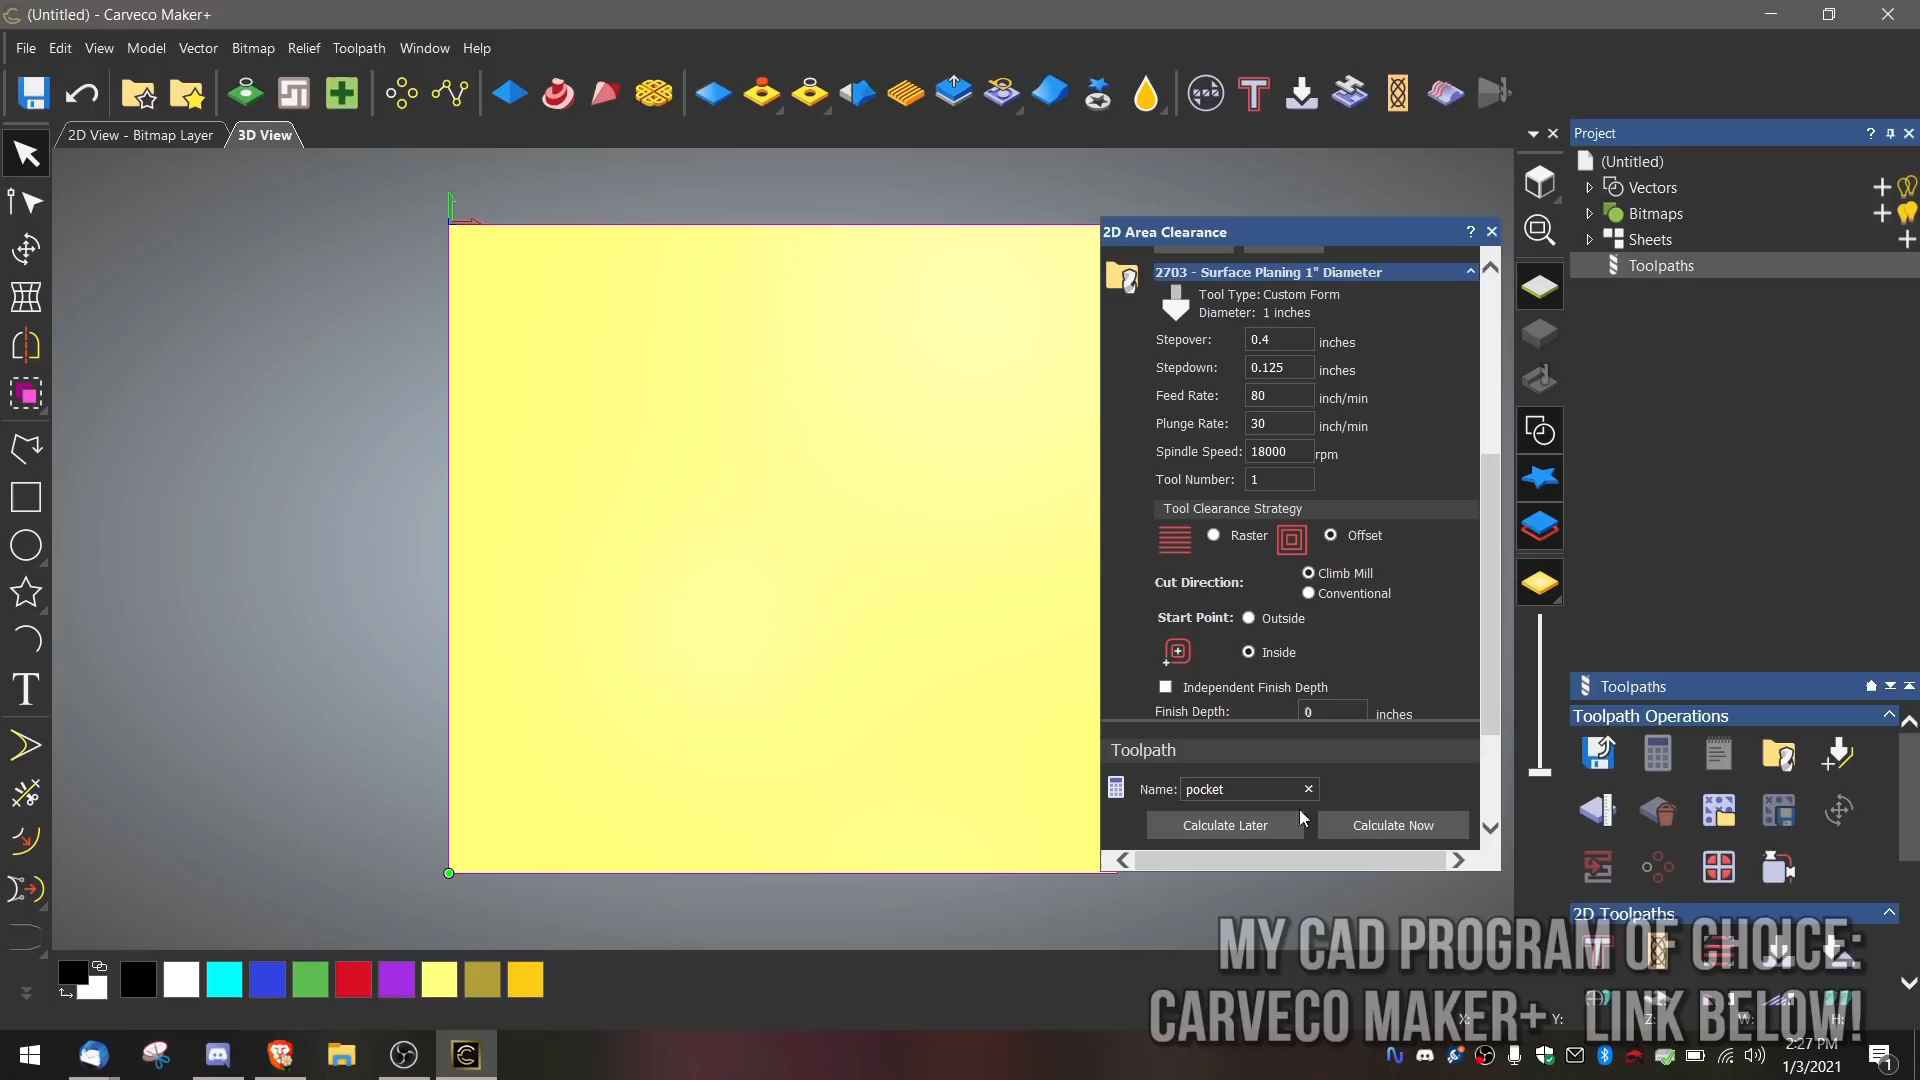 (Untitled) - Carveco Maker+
File Edit View Model Vector Bitmap Relief Toolpath Window Help
2D View - Bitmap Layer
3D View
Project
(Untitled)
Vectors
Bitmaps
Sheets
Toolpaths
2D Area Clearance
2703 - Surface Planing 1" Diameter
Tool Type: Custom Form
Diameter: 1 inches
Stepover: 0.4 inches
Stepdown: 0.125 inches
Feed Rate: 80 inch/min
Plunge Rate: 30 inch/min
Spindle Speed: 18000 rpm
Tool Number: 1
Tool Clearance Strategy
Raster Offset
Cut Direction: Climb Mill
Conventional
Start Point: Outside
Inside
Independent Finish Depth
Finish Depth: 0 inches
Toolpath
Name: pocket
Calculate Later Calculate Now
Toolpaths
Toolpath Operations
2D Toolpaths
MY CAD PROGRAM OF CHOICE:
CARVECO MAKER+ LINK BELOW!
X: Y: Z: W: H:
2:27 PM
1/3/2021
1